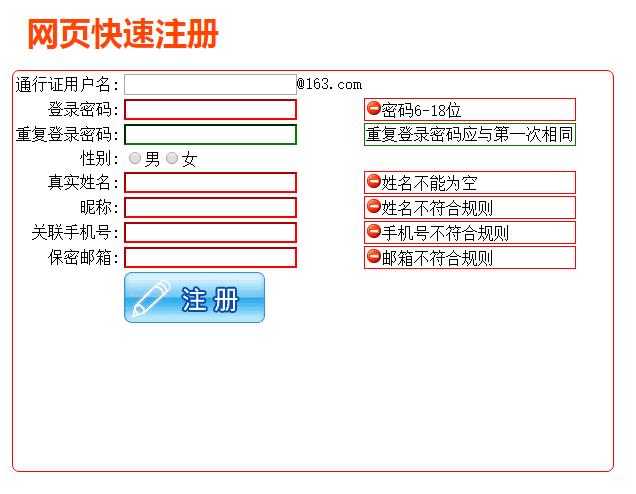 网页快速注册
通行证用户名: @163.com
登录密码: 密码6-18位
重复登录密码: 重复登录密码应与第一次相同
性别: 男 女
真实姓名: 姓名不能为空
昵称: 姓名不符合规则
关联手机号: 手机号不符合规则
保密邮箱: 邮箱不符合规则
注册